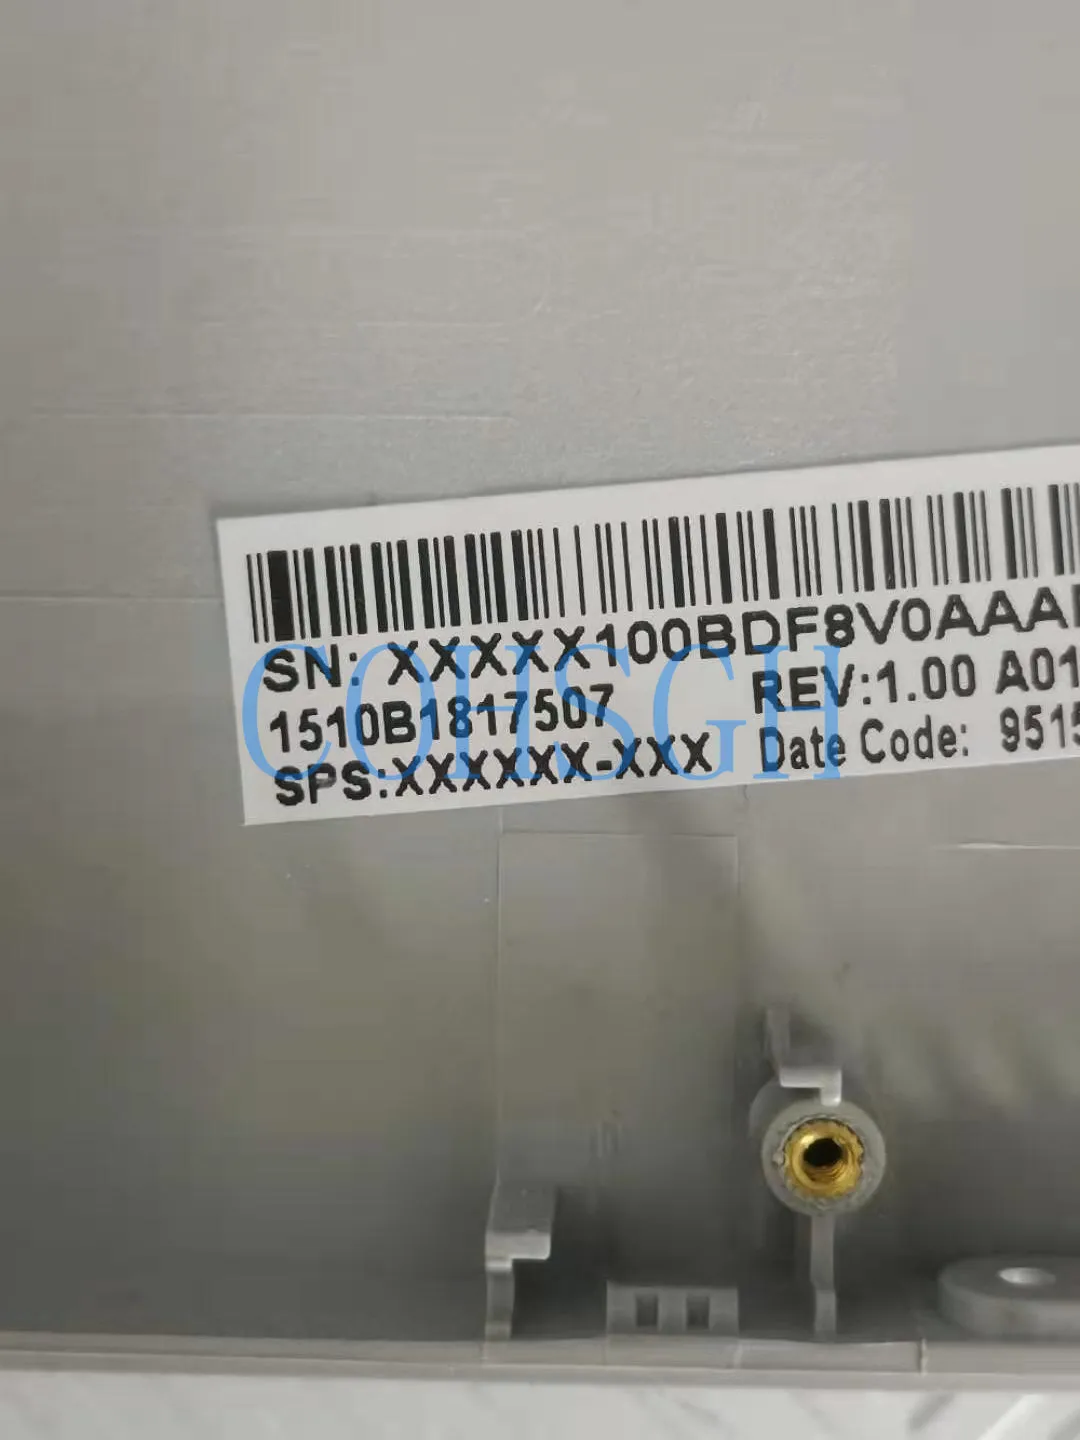 SN: XXXXX100BDF8V0AAA
1510B1817507 REV:1.00 A01
SPS:XXXXXX-XXX Date Code: 9515
COHSGH